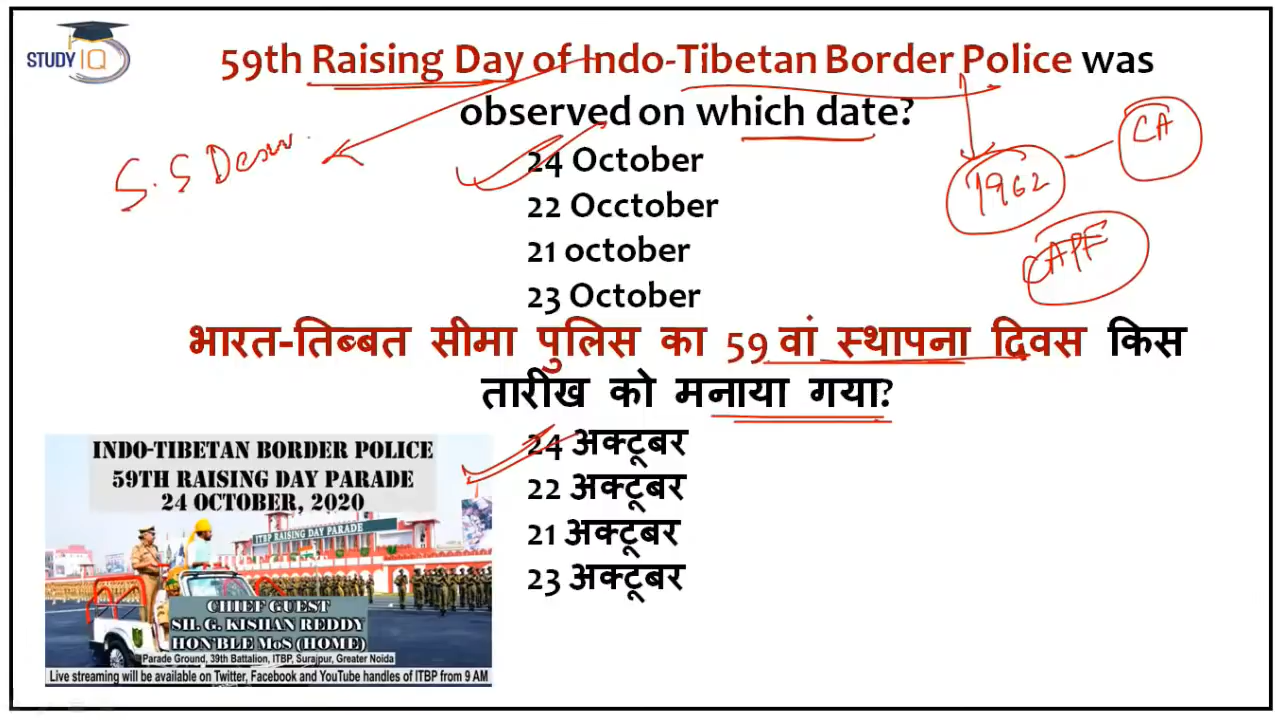 STUDY IQ
59th Raising Day of Indo-Tibetan Border Police was
observed on which date?
24 October
22 Occtober
21 october
23 October
S.S
1962
CA
CAPF
भारत-तिब्बत सीमा पुलिस का 59 वां स्थापना दिवस किस
तारीख को मनाया गया?
24 अक्टूबर
22 अक्टूबर
21 अक्टूबर
23 अक्टूबर
INDO-TIBETAN BORDER POLICE
59TH RAISING DAY PARADE
24 OCTOBER, 2020
ITBP RAISING DAY PARADE
CHIEF GUEST
SH. G. KISHAN REDDY
HON'BLE MoS (HOME)
Parade Ground, 39th Battalion, ITBP, Surajpur, Greater Noida
Live streaming will be available on Twitter, Facebook and YouTube handles of ITBP from 9 AM